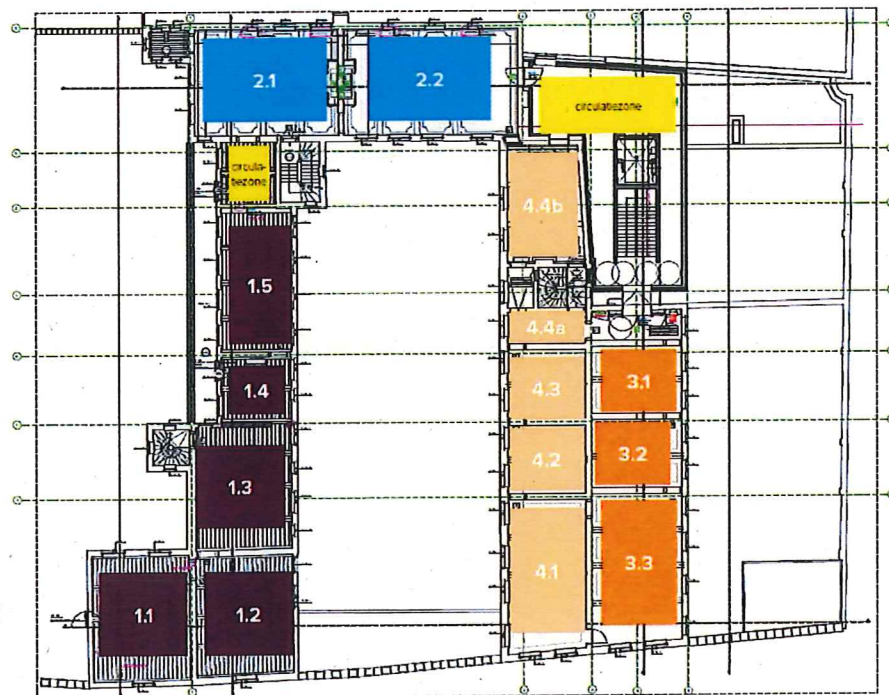 2.1
2.2
circulatiezone
circula-
tiezone
4.4b
1.5
4.4a
1.4
4.3
3.1
4.2
3.2
1.3
4.1
3.3
1.1
1.2